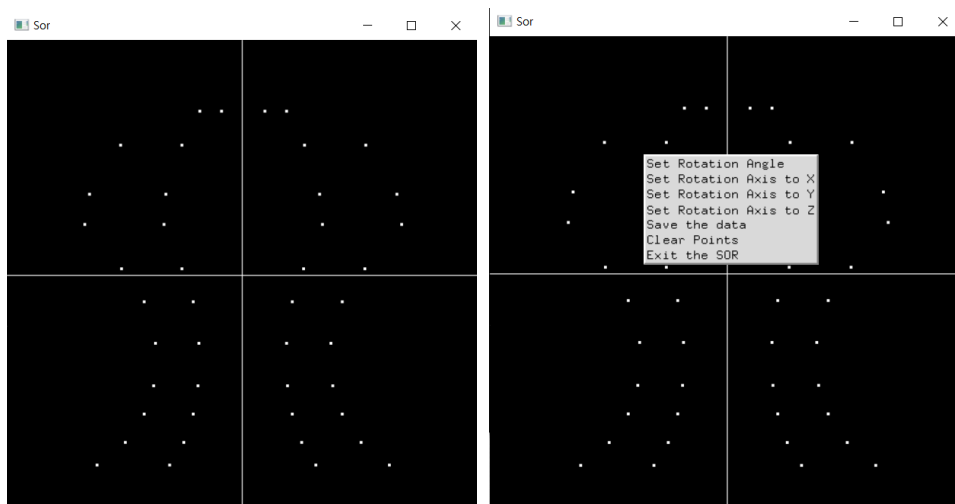 Sor
Sor
Set Rotation Angle
Set Rotation Axis to X
Set Rotation Axis to Y
Set Rotation Axis to Z
Save the data
Clear Points
Exit the SOR